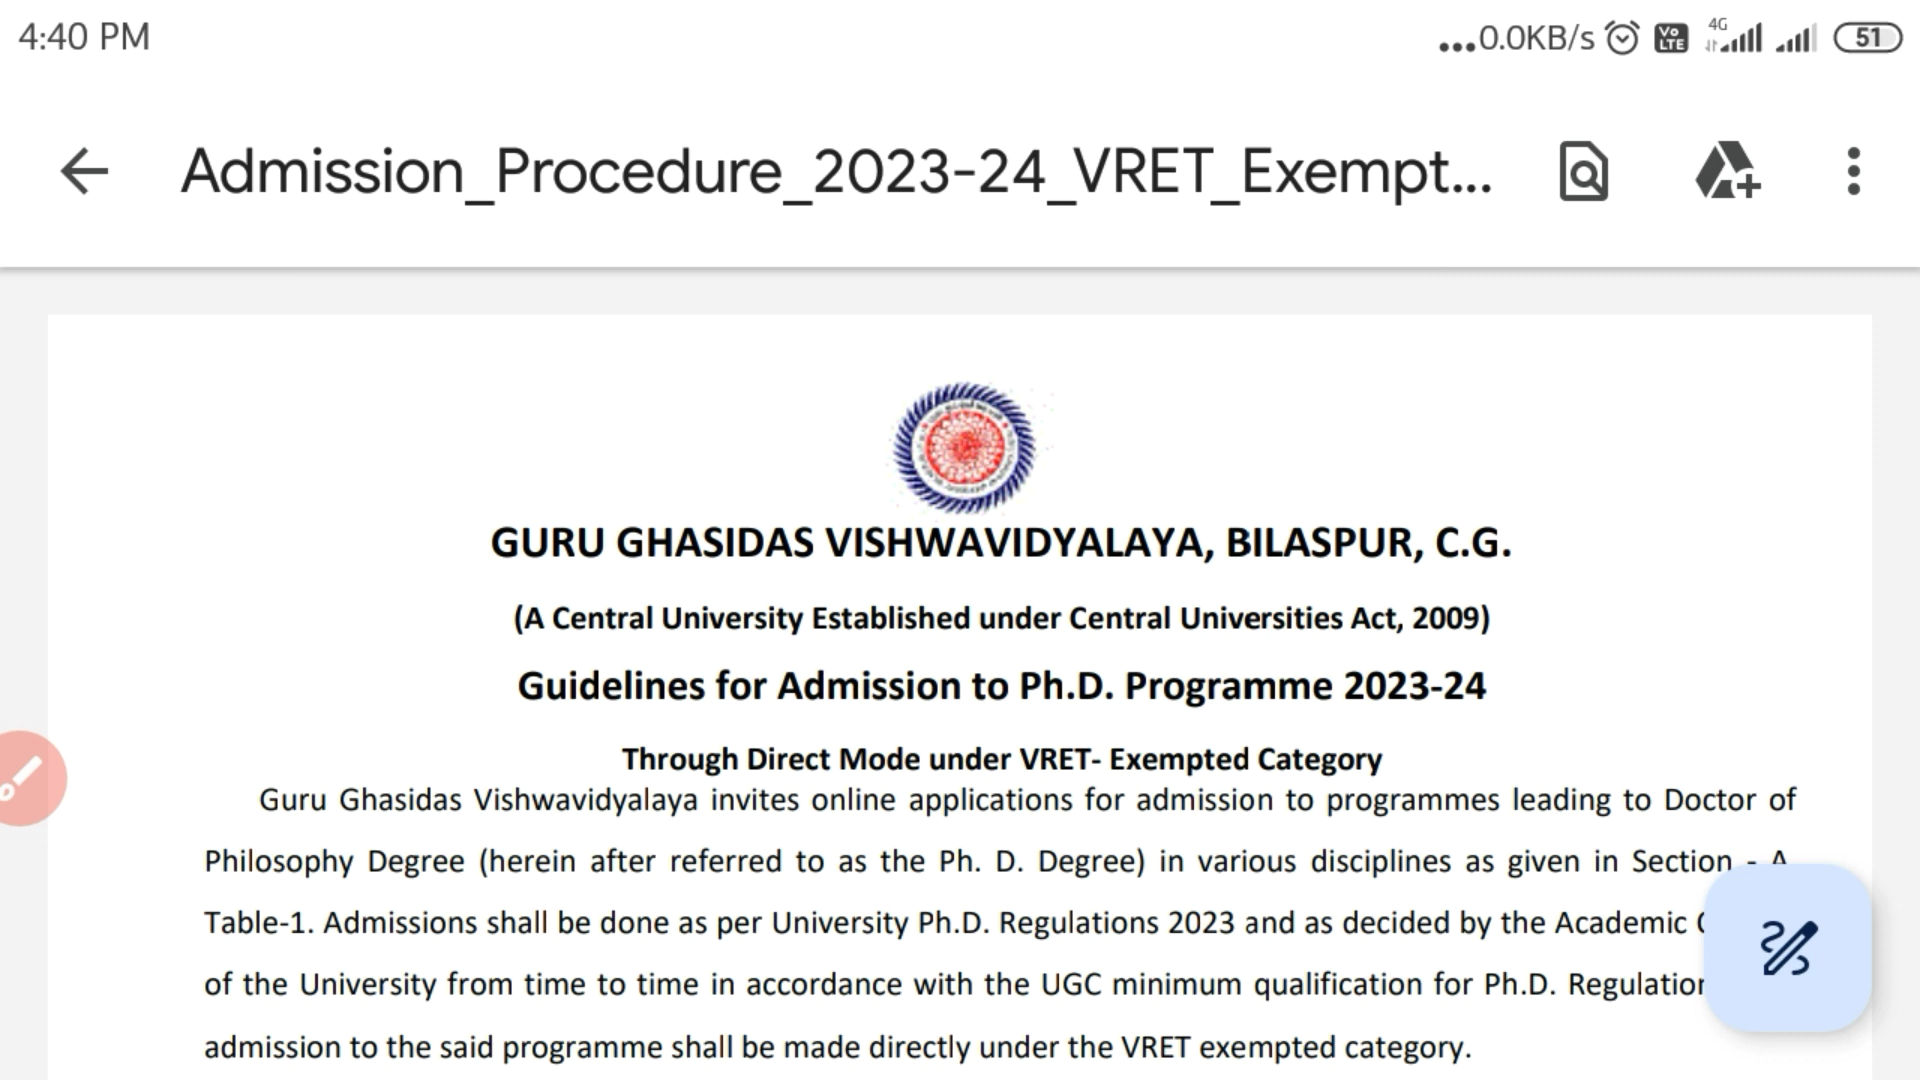 4:40 PM
...0.0KB/s
Vo
LTE
4G
51
Admission_Procedure_2023-24_VRET_Exempt...
GURU GHASIDAS VISHWAVIDYALAYA, BILASPUR, C.G.
(A Central University Established under Central Universities Act, 2009)
Guidelines for Admission to Ph.D. Programme 2023-24
Through Direct Mode under VRET- Exempted Category
Guru Ghasidas Vishwavidyalaya invites online applications for admission to programmes leading to Doctor of
Philosophy Degree (herein after referred to as the Ph. D. Degree) in various disciplines as given in Section - A
Table-1. Admissions shall be done as per University Ph.D. Regulations 2023 and as decided by the Academic
of the University from time to time in accordance with the UGC minimum qualification for Ph.D. Regulation
admission to the said programme shall be made directly under the VRET exempted category.